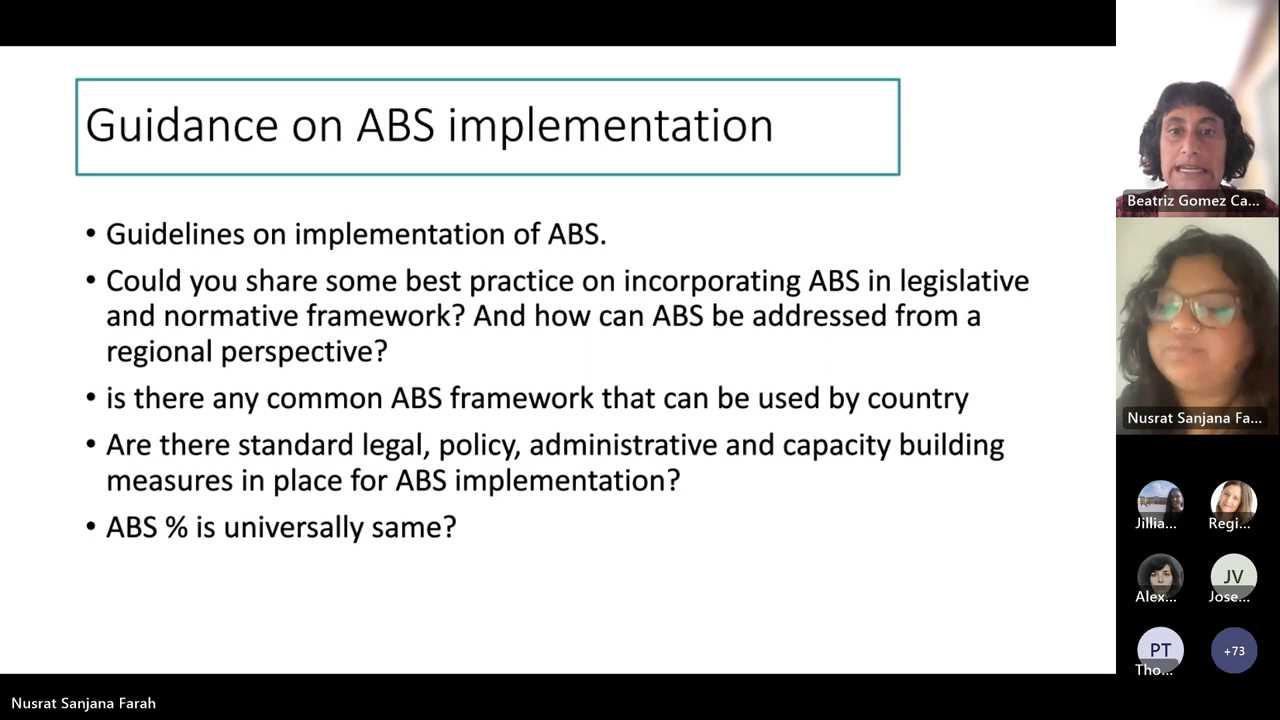 Guidance on ABS implementation
• Guidelines on implementation of ABS.
• Could you share some best practice on incorporating ABS in legislative
and normative framework? And how can ABS be addressed from a
regional perspective?
• is there any common ABS framework that can be used by country
• Are there standard legal, policy, administrative and capacity building
measures in place for ABS implementation?
• ABS % is universally same?
Beatriz Gomez Ca...
Nusrat Sanjana Fa...
Jillia...
Regi...
Alex...
JV
Jose...
PT
Tho...
+73
Nusrat Sanjana Farah